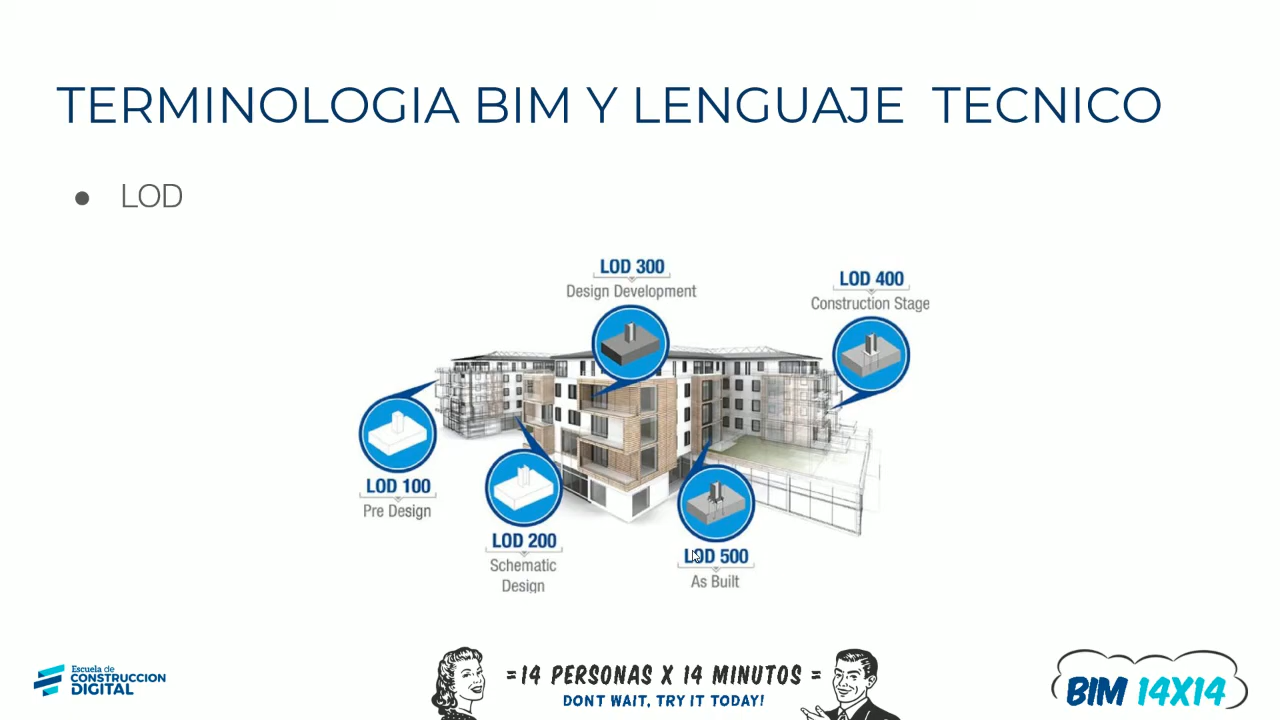 TERMINOLOGIA BIM Y LENGUAJE TECNICO
● LOD
LOD 300
Design Development
LOD 400
Construction Stage
LOD 100
Pre Design
LOD 200
Schematic
Design
LOD 500
As Built
Escuela de
CONSTRUCCION
DIGITAL
=14 PERSONAS X 14 MINUTOS =
DONT WAIT, TRY IT TODAY!
BIM 14X14